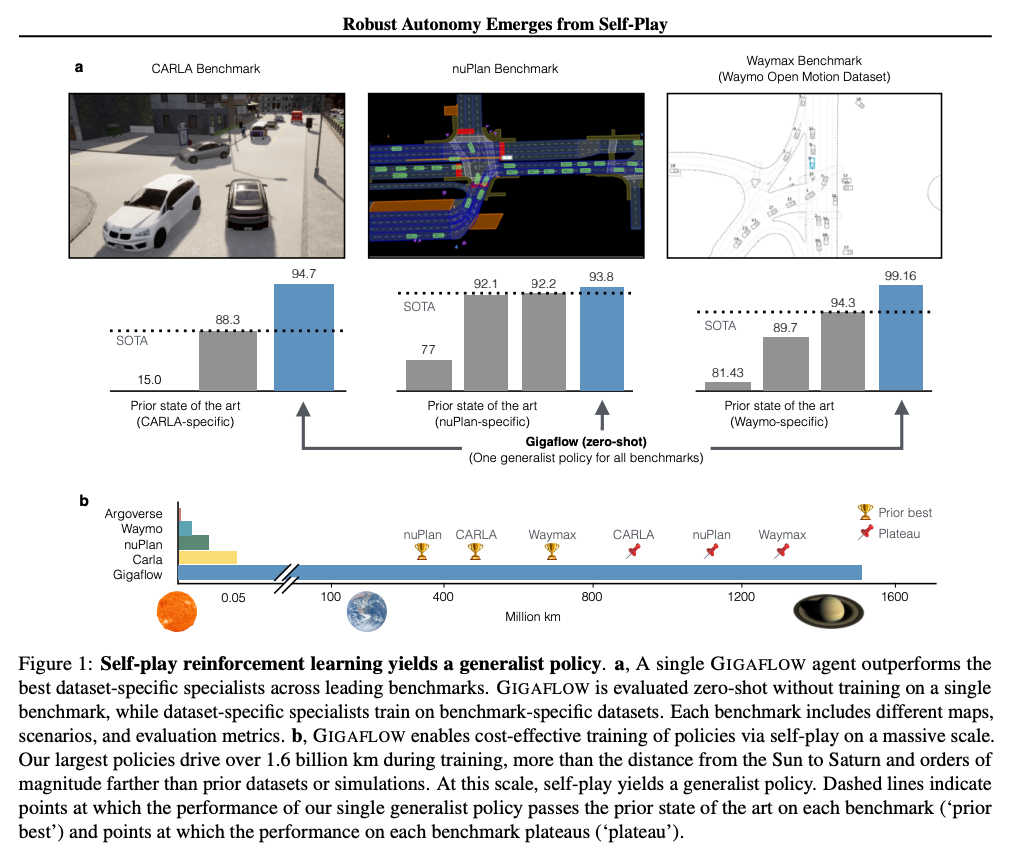 Robust Autonomy Emerges from Self-Play
a
CARLA Benchmark
nuPlan Benchmark
Waymax Benchmark
(Waymo Open Motion Dataset)
94.7
88.3
SOTA
15.0
Prior state of the art
(CARLA-specific)
92.1
92.2
93.8
SOTA
77
Prior state of the art
(nuPlan-specific)
99.16
94.3
SOTA
89.7
81.43
Prior state of the art
(Waymo-specific)
Gigaflow (zero-shot)
(One generalist policy for all benchmarks)
b
Argoverse
Waymo
nuPlan
Carla
Gigaflow
nuPlan
CARLA
Waymax
CARLA
nuPlan
Waymax
Prior best
Plateau
0.05
100
400
800
1200
1600
Million km
Figure 1: Self-play reinforcement learning yields a generalist policy. a, A single GIGAFLOW agent outperforms the
best dataset-specific specialists across leading benchmarks. GIGAFLOW is evaluated zero-shot without training on a single
benchmark, while dataset-specific specialists train on benchmark-specific datasets. Each benchmark includes different maps,
scenarios, and evaluation metrics. b, GIGAFLOW enables cost-effective training of policies via self-play on a massive scale.
Our largest policies drive over 1.6 billion km during training, more than the distance from the Sun to Saturn and orders of
magnitude farther than prior datasets or simulations. At this scale, self-play yields a generalist policy. Dashed lines indicate
points at which the performance of our single generalist policy passes the prior state of the art on each benchmark (‘prior
best’) and points at which the performance on each benchmark plateaus (‘plateau’).